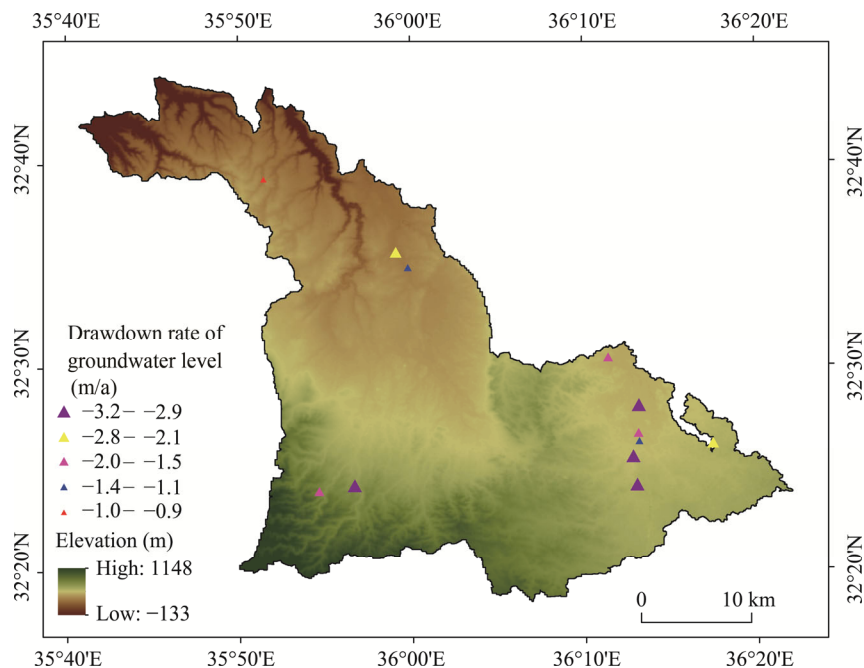 35°40'E 35°50'E 36°00'E 36°10'E 36°20'E
32°40'N 32°40'N
32°30'N 32°30'N
32°20'N 32°20'N
Drawdown rate of
groundwater level
(m/a)
−3.2− −2.9
−2.8− −2.1
−2.0− −1.5
−1.4− −1.1
−1.0− −0.9
Elevation (m)
High: 1148
Low: −133
0 10 km
35°40'E 35°50'E 36°00'E 36°10'E 36°20'E